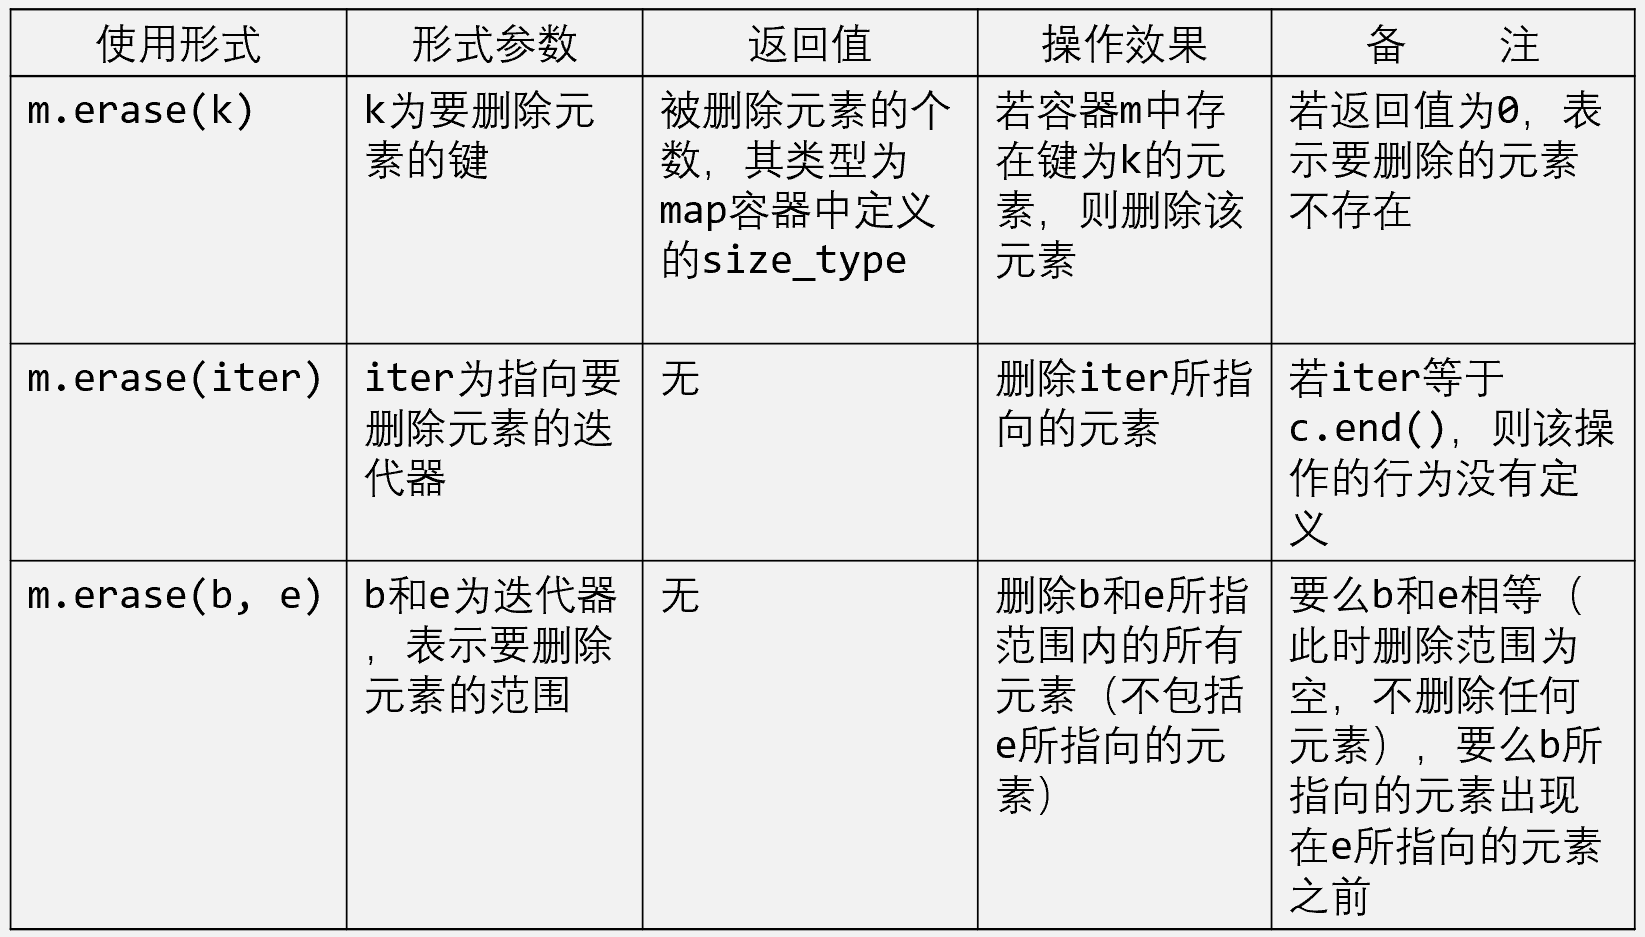 使用形式
形式参数
返回值
操作效果
备 注
m.erase(k)
k为要删除元
素的键
被删除元素的个
数，其类型为
map容器中定义
的size_type
若容器m中存
在键为k的元
素，则删除该
元素
若返回值为0，表
示要删除的元素
不存在
m.erase(iter)
iter为指向要
删除元素的迭
代器
无
删除iter所指
向的元素
若iter等于
c.end()，则该操
作的行为没有定
义
m.erase(b, e)
b和e为迭代器
，表示要删除
元素的范围
无
删除b和e所指
范围内的所有
元素（不包括
e所指向的元
素）
要么b和e相等（
此时删除范围为
空，不删除任何
元素），要么b所
指向的元素出现
在e所指向的元素
之前